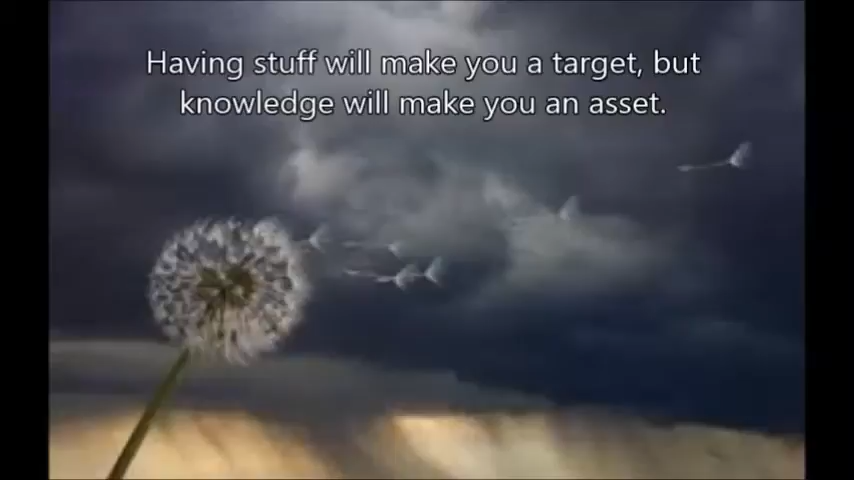 Having stuff will make you a target, but
knowledge will make you an asset.